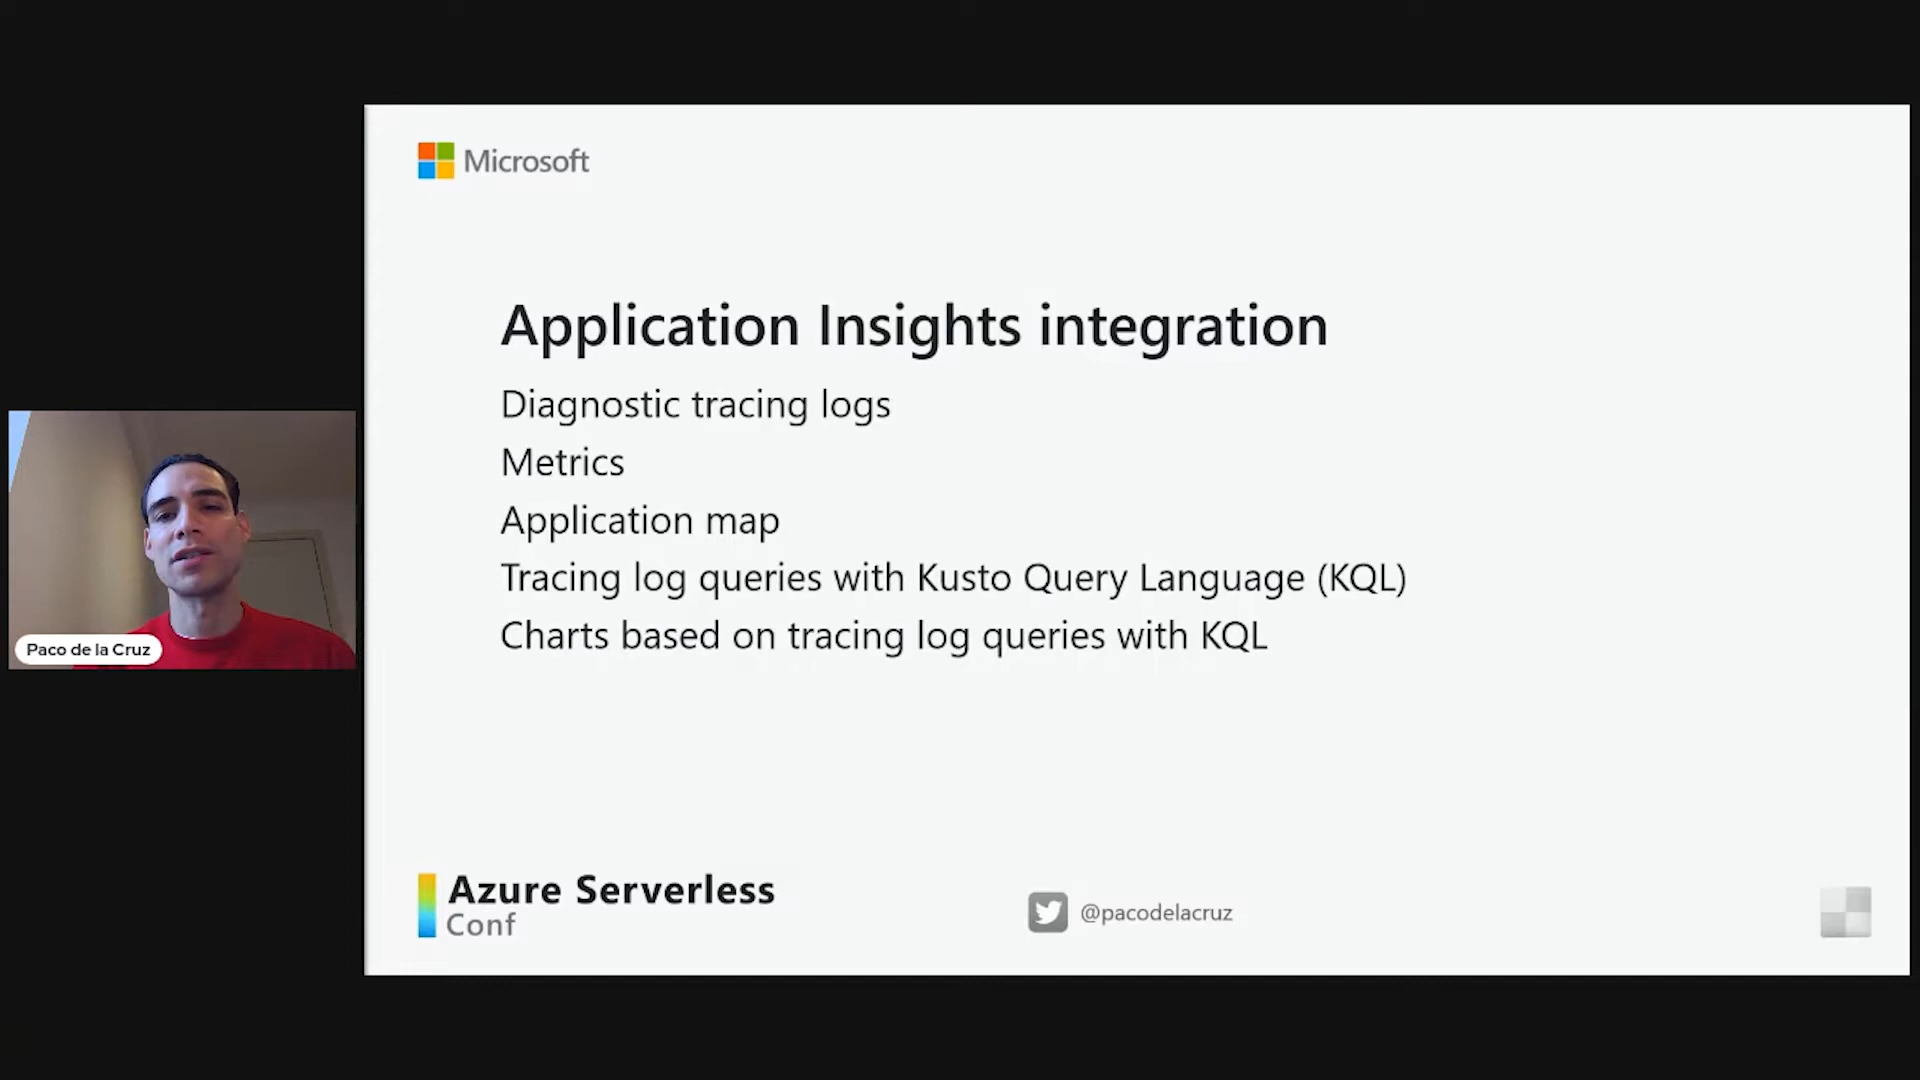 Microsoft
Application Insights integration
Diagnostic tracing logs
Metrics
Application map
Tracing log queries with Kusto Query Language (KQL)
Charts based on tracing log queries with KQL
Paco de la Cruz
Azure Serverless
Conf
@pacodelacruz